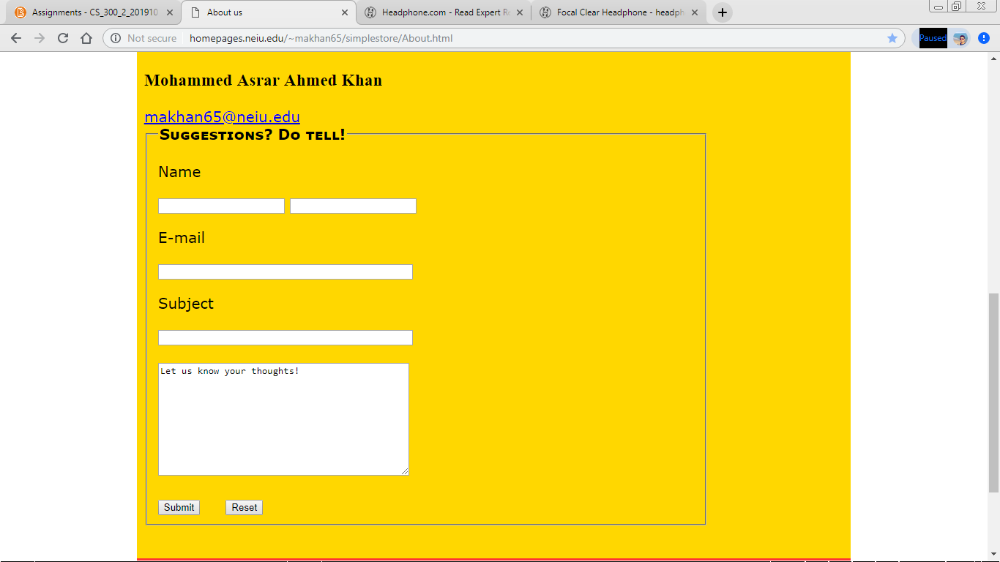 Assignments - CS_300_2_201910
About us
Headphone.com - Read Expert Re
Focal Clear Headphone - headph
Not secure
homepages.neiu.edu/~makhan65/simplestore/About.html
Paused
Mohammed Asrar Ahmed Khan
makhan65@neiu.edu
Suggestions? Do tell!
Name
E-mail
Subject
Let us know your thoughts!
Submit Reset